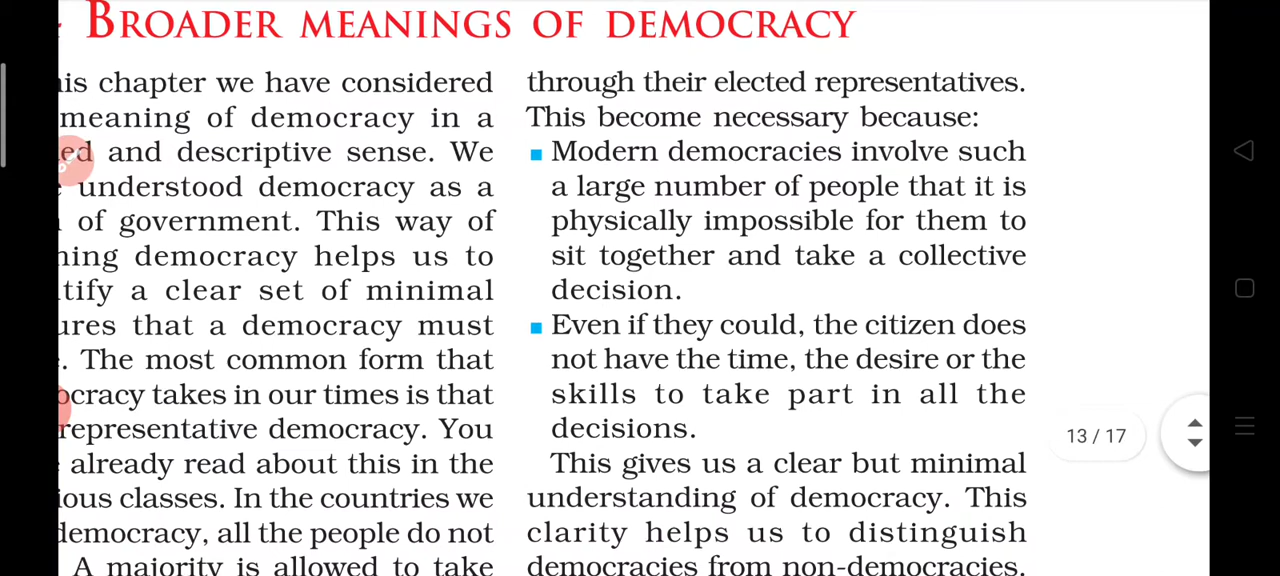 BROADER MEANINGS OF DEMOCRACY
his chapter we have considered
meaning of democracy in a
ed and descriptive sense. We
understood democracy as a
of government. This way of
ning democracy helps us to
tify a clear set of minimal
ures that a democracy must
. The most common form that
ocracy takes in our times is that
representative democracy. You
already read about this in the
ious classes. In the countries we
democracy, all the people do not
A majority is allowed to take
through their elected representatives.
This become necessary because:
■ Modern democracies involve such
a large number of people that it is
physically impossible for them to
sit together and take a collective
decision.
■ Even if they could, the citizen does
not have the time, the desire or the
skills to take part in all the
decisions.
This gives us a clear but minimal
understanding of democracy. This
clarity helps us to distinguish
democracies from non-democracies.
13 / 17